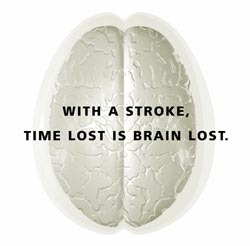 WITH A STROKE,
TIME LOST IS BRAIN LOST.